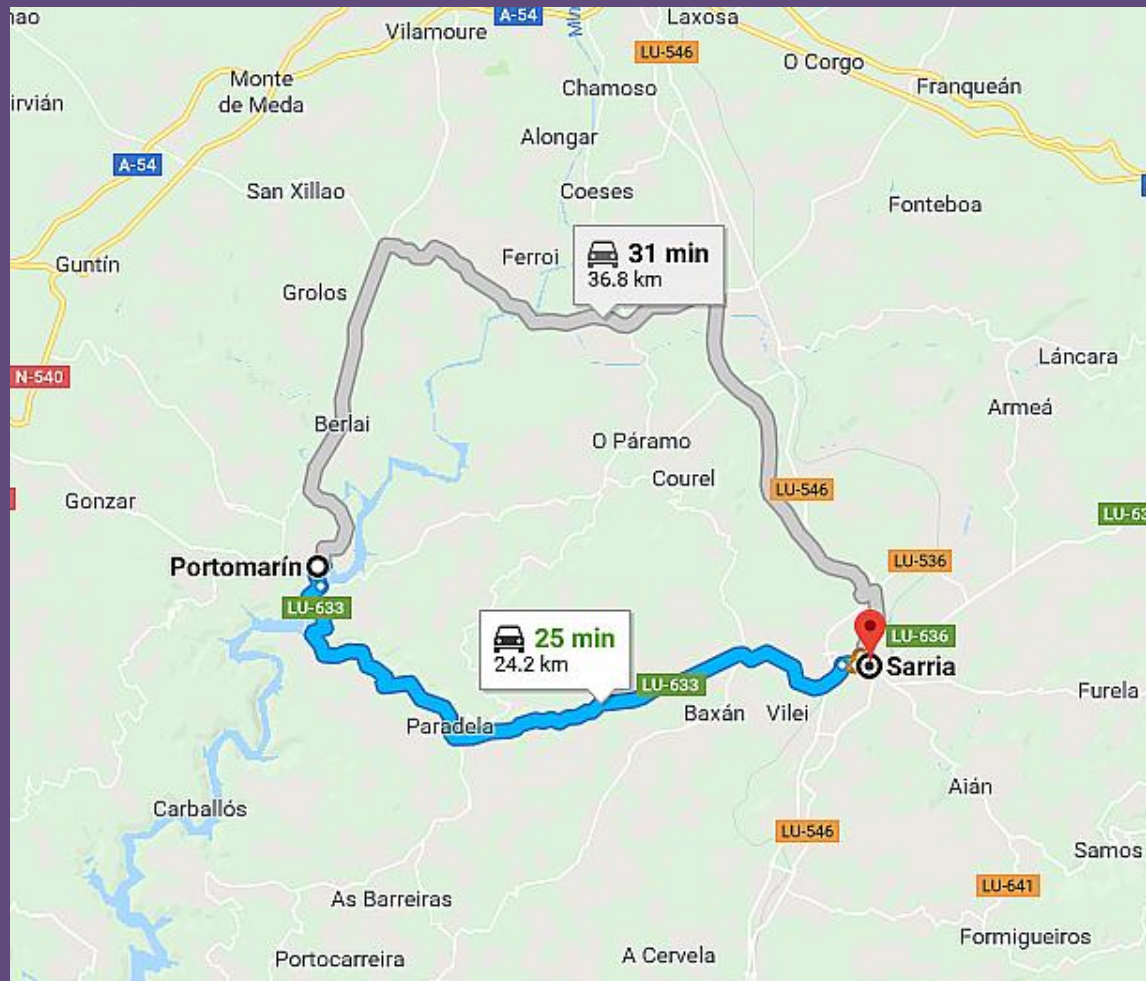 A-54
Laxosa
Vilamoure
LU-546
O Corgo
Monte
de Meda
Chamoso
Franqueán
irvián
Alongar
A-54
San Xillao
Coeses
Fonteboa
Ferroi
31 min
36.8 km
Guntín
Grolos
N-540
Láncara
Armeá
Berlai
O Páramo
Courel
LU-546
Gonzar
LU-63
LU-536
Portomarín
LU-633
25 min
24.2 km
LU-636
Sarria
LU-633
Furela
Baxán
Vilei
Paradela
Aián
Carballós
LU-546
Samos
LU-641
As Barreiras
Formigueiros
A Cervela
Portocarreira